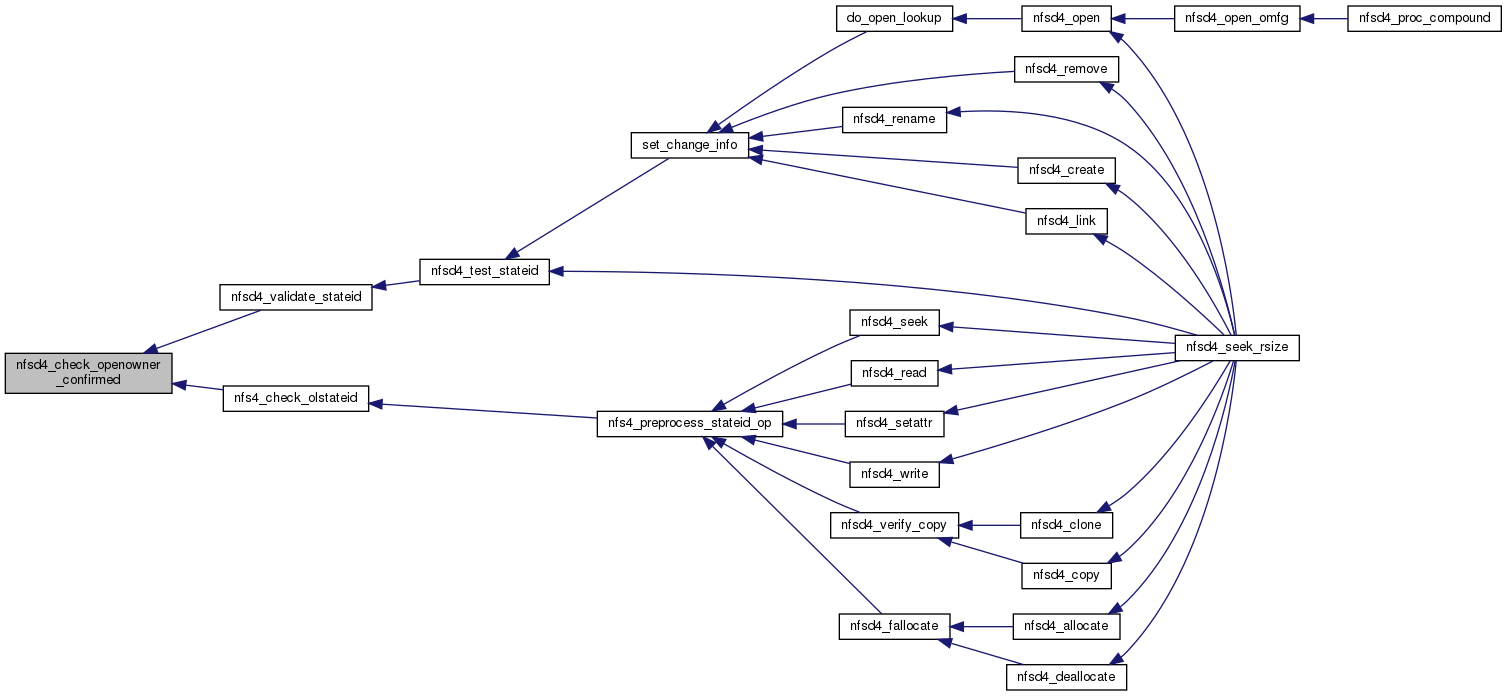 do_open_lookup
nfsd4_open
nfsd4_open_omfg
nfsd4_proc_compound
nfsd4_remove
nfsd4_rename
set_change_info
nfsd4_create
nfsd4_link
nfsd4_test_stateid
nfsd4_validate_stateid
nfsd4_seek
nfsd4_seek_rsize
nfsd4_check_openowner
_confirmed
nfsd4_read
nfs4_check_olstateid
nfs4_preprocess_stateid_op
nfsd4_setattr
nfsd4_write
nfsd4_verify_copy
nfsd4_clone
nfsd4_copy
nfsd4_fallocate
nfsd4_allocate
nfsd4_deallocate